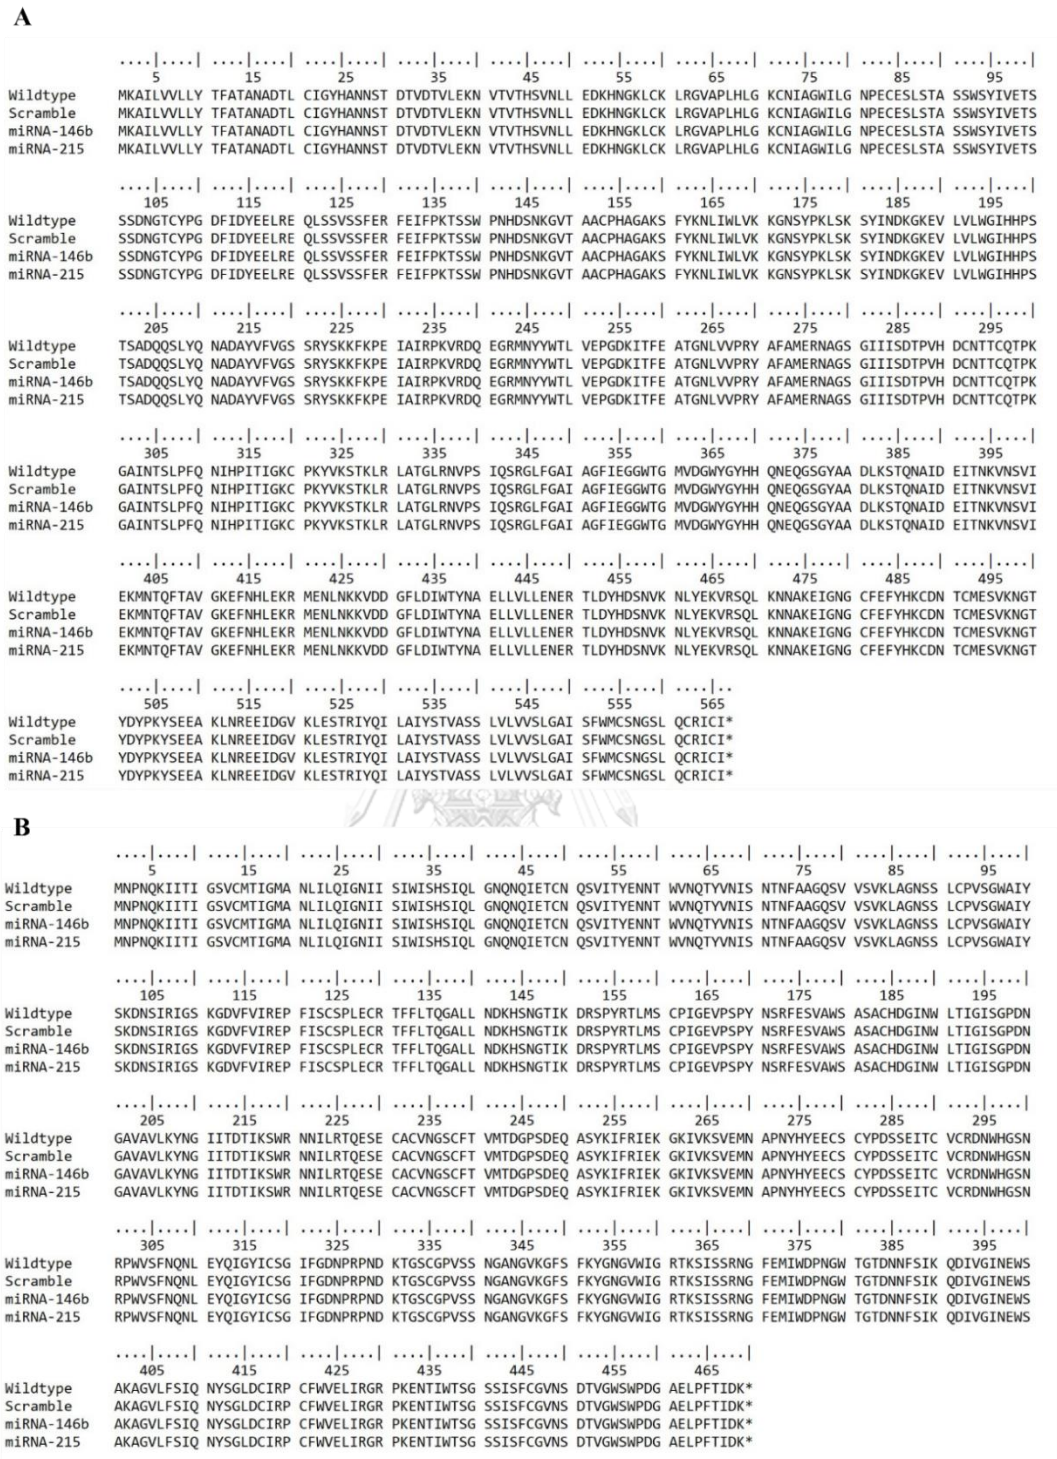 A
....|....| ....|....| ....|....| ....|....| ....|....| ....|....| ....|....| ....|....| ....|....| ....|....|
5 15 25 35 45 55 65 75 85 95
Wildtype MKAILVVLLY TFATANADTL CIGYHANNST DTVDTVLEKN VTVTHSVNLL EDKHNGKLCK LRGVAPLHLG KCNIAGWILG NPECESLSTA SSWSYIVETS
Scramble MKAILVVLLY TFATANADTL CIGYHANNST DTVDTVLEKN VTVTHSVNLL EDKHNGKLCK LRGVAPLHLG KCNIAGWILG NPECESLSTA SSWSYIVETS
miRNA-146b MKAILVVLLY TFATANADTL CIGYHANNST DTVDTVLEKN VTVTHSVNLL EDKHNGKLCK LRGVAPLHLG KCNIAGWILG NPECESLSTA SSWSYIVETS
miRNA-215 MKAILVVLLY TFATANADTL CIGYHANNST DTVDTVLEKN VTVTHSVNLL EDKHNGKLCK LRGVAPLHLG KCNIAGWILG NPECESLSTA SSWSYIVETS
....|....| ....|....| ....|....| ....|....| ....|....| ....|....| ....|....| ....|....| ....|....| ....|....|
105 115 125 135 145 155 165 175 185 195
Wildtype SSDNGTCYPG DFIDYEELRE QLSSVSSFER FEIFPKTSSW PNHDSNKGVT AACPHAGAKS FYKNLIWLVK KGNSYPKLSK SYINDKGKEV LVLWGIHHPS
Scramble SSDNGTCYPG DFIDYEELRE QLSSVSSFER FEIFPKTSSW PNHDSNKGVT AACPHAGAKS FYKNLIWLVK KGNSYPKLSK SYINDKGKEV LVLWGIHHPS
miRNA-146b SSDNGTCYPG DFIDYEELRE QLSSVSSFER FEIFPKTSSW PNHDSNKGVT AACPHAGAKS FYKNLIWLVK KGNSYPKLSK SYINDKGKEV LVLWGIHHPS
miRNA-215 SSDNGTCYPG DFIDYEELRE QLSSVSSFER FEIFPKTSSW PNHDSNKGVT AACPHAGAKS FYKNLIWLVK KGNSYPKLSK SYINDKGKEV LVLWGIHHPS
....|....| ....|....| ....|....| ....|....| ....|....| ....|....| ....|....| ....|....| ....|....| ....|....|
205 215 225 235 245 255 265 275 285 295
Wildtype TSADQQSLYQ NADAYVFVGS SRYSKKFKPE IAIRPKVRDQ EGRMNYYWTL VEPGDKITFE ATGNLVVPRY AFAMERNAGS GIIISDTPVH DCNTTCQTPK
Scramble TSADQQSLYQ NADAYVFVGS SRYSKKFKPE IAIRPKVRDQ EGRMNYYWTL VEPGDKITFE ATGNLVVPRY AFAMERNAGS GIIISDTPVH DCNTTCQTPK
miRNA-146b TSADQQSLYQ NADAYVFVGS SRYSKKFKPE IAIRPKVRDQ EGRMNYYWTL VEPGDKITFE ATGNLVVPRY AFAMERNAGS GIIISDTPVH DCNTTCQTPK
miRNA-215 TSADQQSLYQ NADAYVFVGS SRYSKKFKPE IAIRPKVRDQ EGRMNYYWTL VEPGDKITFE ATGNLVVPRY AFAMERNAGS GIIISDTPVH DCNTTCQTPK
....|....| ....|....| ....|....| ....|....| ....|....| ....|....| ....|....| ....|....| ....|....| ....|....|
305 315 325 335 345 355 365 375 385 395
Wildtype GAINTSLPFQ NIHPITIGKC PKYVKSTKLR LATGLRNVPS IQSRGLFGAI AGFIEGGWTG MVDGWYGYHH QNEQGSGYAA DLKSTQNAID EITNKVNSVI
Scramble GAINTSLPFQ NIHPITIGKC PKYVKSTKLR LATGLRNVPS IQSRGLFGAI AGFIEGGWTG MVDGWYGYHH QNEQGSGYAA DLKSTQNAID EITNKVNSVI
miRNA-146b GAINTSLPFQ NIHPITIGKC PKYVKSTKLR LATGLRNVPS IQSRGLFGAI AGFIEGGWTG MVDGWYGYHH QNEQGSGYAA DLKSTQNAID EITNKVNSVI
miRNA-215 GAINTSLPFQ NIHPITIGKC PKYVKSTKLR LATGLRNVPS IQSRGLFGAI AGFIEGGWTG MVDGWYGYHH QNEQGSGYAA DLKSTQNAID EITNKVNSVI
....|....| ....|....| ....|....| ....|....| ....|....| ....|....| ....|....| ....|....| ....|....| ....|....|
405 415 425 435 445 455 465 475 485 495
Wildtype EKMNTQFTAV GKEFNHLEKR MENLNKKVDD GFLDIWTYNA ELLVLLENER TLDYHDSNVK NLYEKVRSQL KNNAKEIGNG CFEFYHKCDN TCMESVKNGT
Scramble EKMNTQFTAV GKEFNHLEKR MENLNKKVDD GFLDIWTYNA ELLVLLENER TLDYHDSNVK NLYEKVRSQL KNNAKEIGNG CFEFYHKCDN TCMESVKNGT
miRNA-146b EKMNTQFTAV GKEFNHLEKR MENLNKKVDD GFLDIWTYNA ELLVLLENER TLDYHDSNVK NLYEKVRSQL KNNAKEIGNG CFEFYHKCDN TCMESVKNGT
miRNA-215 EKMNTQFTAV GKEFNHLEKR MENLNKKVDD GFLDIWTYNA ELLVLLENER TLDYHDSNVK NLYEKVRSQL KNNAKEIGNG CFEFYHKCDN TCMESVKNGT
....|....| ....|....| ....|....| ....|....| ....|....| ....|....| ....|..
505 515 525 535 545 555 565
Wildtype YDYPKYSEEA KLNREEIDGV KLESTRIYQI LAIYSTVASS LVLVVSLGAI SFWMCSNGSL QCRICI*
Scramble YDYPKYSEEA KLNREEIDGV KLESTRIYQI LAIYSTVASS LVLVVSLGAI SFWMCSNGSL QCRICI*
miRNA-146b YDYPKYSEEA KLNREEIDGV KLESTRIYQI LAIYSTVASS LVLVVSLGAI SFWMCSNGSL QCRICI*
miRNA-215 YDYPKYSEEA KLNREEIDGV KLESTRIYQI LAIYSTVASS LVLVVSLGAI SFWMCSNGSL QCRICI*
B
....|....| ....|....| ....|....| ....|....| ....|....| ....|....| ....|....| ....|....| ....|....| ....|....|
5 15 25 35 45 55 65 75 85 95
Wildtype MNPNQKIITI GSVCMTIGMA NLILQIGNII SIWISHSIQL GNQNQIETCN QSVITYENNT WVNQTYVNIS NTNFAAGQSV VSVKLAGNSS LCPVSGWAIY
Scramble MNPNQKIITI GSVCMTIGMA NLILQIGNII SIWISHSIQL GNQNQIETCN QSVITYENNT WVNQTYVNIS NTNFAAGQSV VSVKLAGNSS LCPVSGWAIY
miRNA-146b MNPNQKIITI GSVCMTIGMA NLILQIGNII SIWISHSIQL GNQNQIETCN QSVITYENNT WVNQTYVNIS NTNFAAGQSV VSVKLAGNSS LCPVSGWAIY
miRNA-215 MNPNQKIITI GSVCMTIGMA NLILQIGNII SIWISHSIQL GNQNQIETCN QSVITYENNT WVNQTYVNIS NTNFAAGQSV VSVKLAGNSS LCPVSGWAIY
....|....| ....|....| ....|....| ....|....| ....|....| ....|....| ....|....| ....|....| ....|....| ....|....|
105 115 125 135 145 155 165 175 185 195
Wildtype SKDNSIRIGS KGDVFVIREP FISCSPLECR TFFLTQGALL NDKHSNGTIK DRSPYRTLMS CPIGEVPSPY NSRFESVAWS ASACHDGINW LTIGISGPDN
Scramble SKDNSIRIGS KGDVFVIREP FISCSPLECR TFFLTQGALL NDKHSNGTIK DRSPYRTLMS CPIGEVPSPY NSRFESVAWS ASACHDGINW LTIGISGPDN
miRNA-146b SKDNSIRIGS KGDVFVIREP FISCSPLECR TFFLTQGALL NDKHSNGTIK DRSPYRTLMS CPIGEVPSPY NSRFESVAWS ASACHDGINW LTIGISGPDN
miRNA-215 SKDNSIRIGS KGDVFVIREP FISCSPLECR TFFLTQGALL NDKHSNGTIK DRSPYRTLMS CPIGEVPSPY NSRFESVAWS ASACHDGINW LTIGISGPDN
....|....| ....|....| ....|....| ....|....| ....|....| ....|....| ....|....| ....|....| ....|....| ....|....|
205 215 225 235 245 255 265 275 285 295
Wildtype GAVAVLKYNG IITDTIKSWR NNILRTQESE CACVNGSCFT VMTDGPSDEQ ASYKIFRIEK GKIVKSVEMN APNYHYEECS CYPDSSEITC VCRDNWHGSN
Scramble GAVAVLKYNG IITDTIKSWR NNILRTQESE CACVNGSCFT VMTDGPSDEQ ASYKIFRIEK GKIVKSVEMN APNYHYEECS CYPDSSEITC VCRDNWHGSN
miRNA-146b GAVAVLKYNG IITDTIKSWR NNILRTQESE CACVNGSCFT VMTDGPSDEQ ASYKIFRIEK GKIVKSVEMN APNYHYEECS CYPDSSEITC VCRDNWHGSN
miRNA-215 GAVAVLKYNG IITDTIKSWR NNILRTQESE CACVNGSCFT VMTDGPSDEQ ASYKIFRIEK GKIVKSVEMN APNYHYEECS CYPDSSEITC VCRDNWHGSN
....|....| ....|....| ....|....| ....|....| ....|....| ....|....| ....|....| ....|....| ....|....| ....|....|
305 315 325 335 345 355 365 375 385 395
Wildtype RPWVSFNQNL EYQIGYICSG IFGDNPRPND KTGSCGPVSS NGANGVKGFS FKYGNGVWIG RTKSISSRNG FEMIWDPNGW TGTDNNFSIK QDIVGINEWS
Scramble RPWVSFNQNL EYQIGYICSG IFGDNPRPND KTGSCGPVSS NGANGVKGFS FKYGNGVWIG RTKSISSRNG FEMIWDPNGW TGTDNNFSIK QDIVGINEWS
miRNA-146b RPWVSFNQNL EYQIGYICSG IFGDNPRPND KTGSCGPVSS NGANGVKGFS FKYGNGVWIG RTKSISSRNG FEMIWDPNGW TGTDNNFSIK QDIVGINEWS
miRNA-215 RPWVSFNQNL EYQIGYICSG IFGDNPRPND KTGSCGPVSS NGANGVKGFS FKYGNGVWIG RTKSISSRNG FEMIWDPNGW TGTDNNFSIK QDIVGINEWS
....|....| ....|....| ....|....| ....|....| ....|....| ....|....| ....|....|
405 415 425 435 445 455 465
Wildtype AKAGVLFSIQ NYSGLDCIRP CFWVELIRGR PKENTIWTSG SSISFCGVNS DTVGWSWPDG AELPFTIDK*
Scramble AKAGVLFSIQ NYSGLDCIRP CFWVELIRGR PKENTIWTSG SSISFCGVNS DTVGWSWPDG AELPFTIDK*
miRNA-146b AKAGVLFSIQ NYSGLDCIRP CFWVELIRGR PKENTIWTSG SSISFCGVNS DTVGWSWPDG AELPFTIDK*
miRNA-215 AKAGVLFSIQ NYSGLDCIRP CFWVELIRGR PKENTIWTSG SSISFCGVNS DTVGWSWPDG AELPFTIDK*